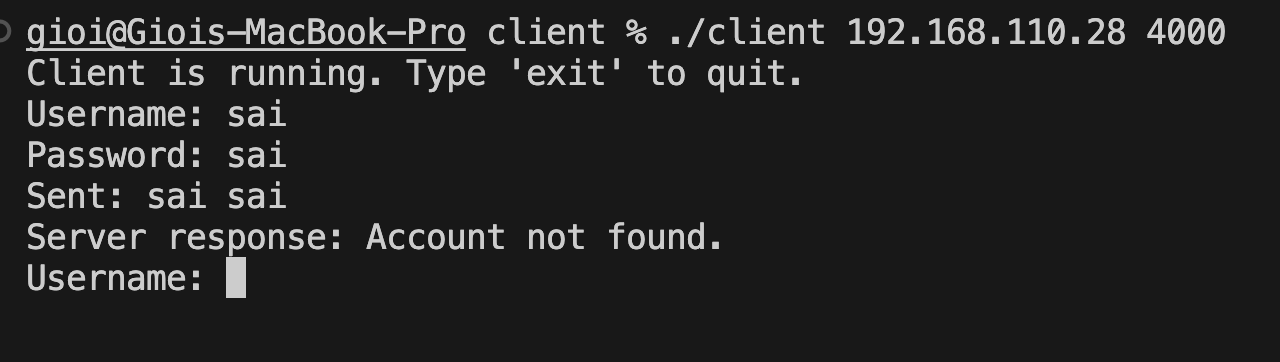 gioi@Giois-MacBook-Pro client % ./client 192.168.110.28 4000
Client is running. Type 'exit' to quit.
Username: sai
Password: sai
Sent: sai sai
Server response: Account not found.
Username: